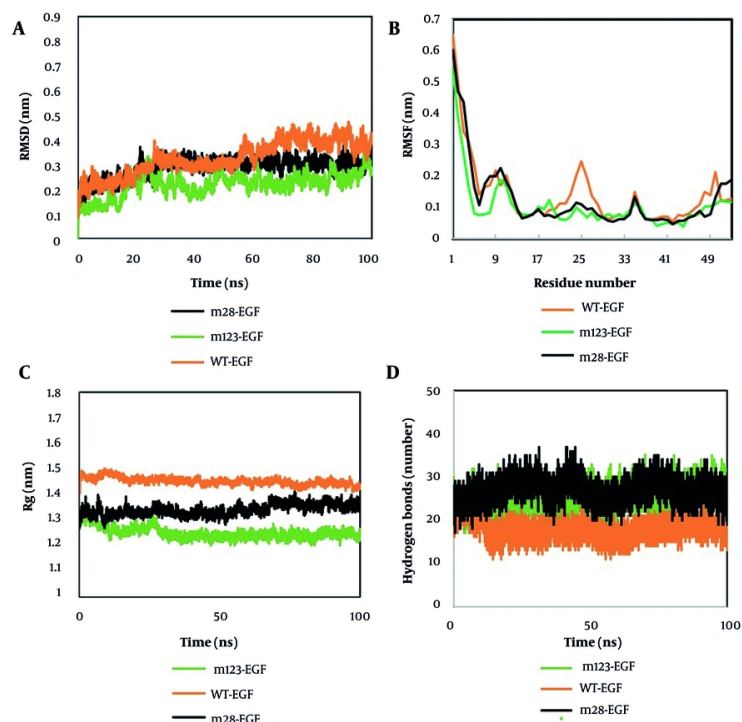 A
RMSD (nm)
0.9
0.8
0.7
0.6
0.5
0.4
0.3
0.2
0.1
0
0 20 40 60 80 100
Time (ns)
m28-EGF
m123-EGF
WT-EGF
B
RMSF (nm)
0.7
0.6
0.5
0.4
0.3
0.2
0.1
0
1 9 17 25 33 41 49
Residue number
WT-EGF
m123-EGF
m28-EGF
C
Rg (nm)
1.8
1.7
1.6
1.5
1.4
1.3
1.2
1.1
1
0 50 100
Time (ns)
m123-EGF
WT-EGF
m28-EGF
D
Hydrogen bonds (number)
50
40
30
20
10
0
0 50 100
Time (ns)
m123-EGF
WT-EGF
m28-EGF